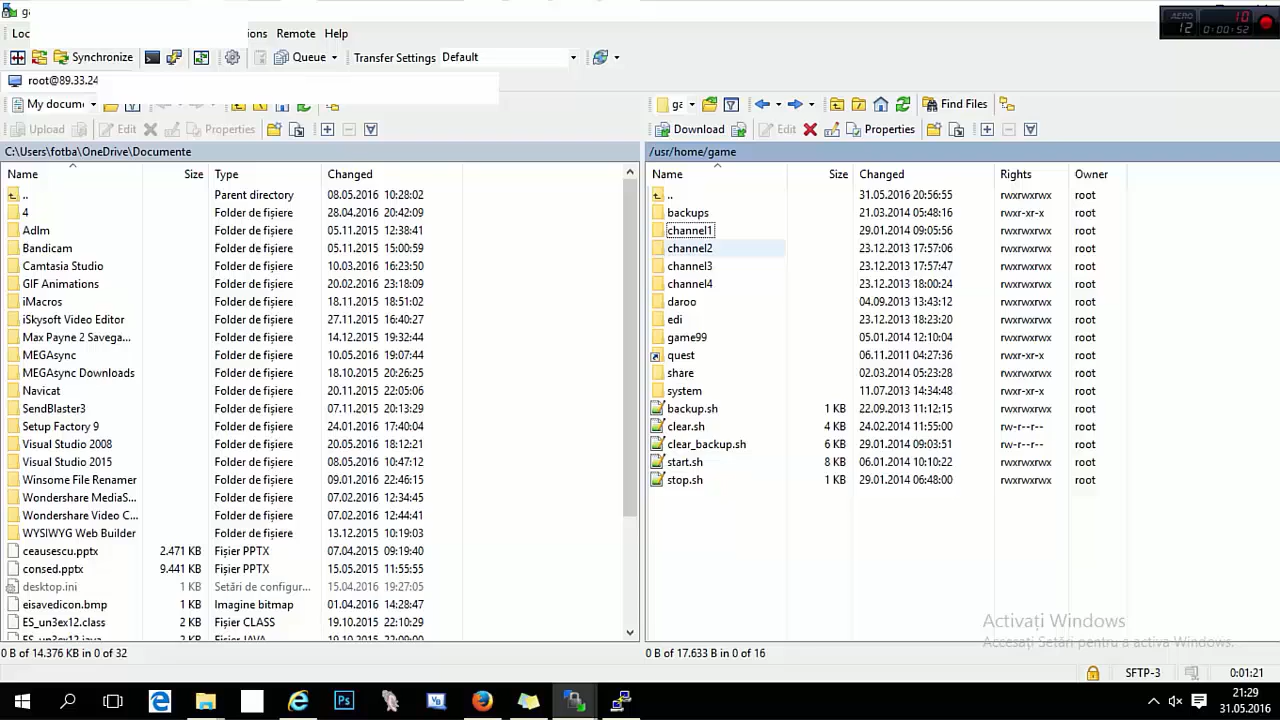 ga
Loc ions Remote Help
AERO 12 10 0:00:52
Synchronize Queue Transfer Settings Default
root@89.33.24
My docume ga Find Files
Upload Edit Properties Download Edit Properties
C:\Users\fotba\OneDrive\Documente /usr/home/game
Name Size Type Changed
.. Parent directory 08.05.2016 10:28:02
4 Folder de fișiere 28.04.2016 20:42:09
Adlm Folder de fișiere 05.11.2015 12:38:41
Bandicam Folder de fișiere 05.11.2015 15:00:59
Camtasia Studio Folder de fișiere 10.03.2016 16:23:50
GIF Animations Folder de fișiere 20.02.2016 23:18:09
iMacros Folder de fișiere 18.11.2015 18:51:02
iSkysoft Video Editor Folder de fișiere 27.11.2015 18:40:27
Max Payne 2 Savega... Folder de fișiere 14.12.2015 19:32:44
MEGAsync Folder de fișiere 10.05.2016 19:07:44
MEGAsync Downloads Folder de fișiere 18.10.2015 20:26:25
Navicat Folder de fișiere 20.11.2015 22:05:06
SendBlaster3 Folder de fișiere 07.11.2015 20:13:29
Setup Factory 9 Folder de fișiere 24.01.2016 17:40:04
Visual Studio 2008 Folder de fișiere 20.05.2016 18:12:21
Visual Studio 2015 Folder de fișiere 08.05.2016 10:47:12
Winsome File Renamer Folder de fișiere 09.01.2016 22:46:15
Wondershare MediaS... Folder de fișiere 07.02.2016 12:34:45
Wondershare Video C... Folder de fișiere 07.02.2016 12:44:41
WYSIWYG Web Builder Folder de fișiere 13.12.2015 10:19:03
ceausescu.pptx 2.471 KB Fișier PPTX 07.04.2015 09:19:40
consed.pptx 9.441 KB Fișier PPTX 15.03.2015 11:55:55
desktop.ini 1 KB Setări de configur... 15.04.2016 19:27:05
eisavedicon.bmp 1 KB Imagine bitmap 01.04.2016 14:28:47
ES_un3ex12.class 2 KB Fișier CLASS 19.10.2015 22:10:29
ES_un3ex12.java 2 KB Fișier JAVA
0 B of 14.376 KB in 0 of 32
Name Size Changed Rights Owner
.. 31.05.2016 20:56:55 rwxrwxrwx root
backups 21.03.2014 05:48:16 rwxr-xr-x root
channel1 29.01.2014 09:05:56 rwxrwxrwx root
channel2 23.12.2013 17:57:06 rwxrwxrwx root
channel3 23.12.2013 17:57:47 rwxrwxrwx root
channel4 23.12.2013 18:00:24 rwxrwxrwx root
daroo 04.09.2013 13:43:12 rwxrwxrwx root
edi 23.12.2013 18:23:20 rwxrwxrwx root
game99 05.01.2014 12:10:04 rwxrwxrwx root
quest 06.11.2011 04:27:36 rwxr-xr-x root
share 02.03.2014 05:23:28 rwxrwxrwx root
system 11.07.2013 14:34:48 rwxr-xr-x root
backup.sh 1 KB 22.09.2013 11:12:15 rwxrwxrwx root
clear.sh 4 KB 24.02.2014 11:55:00 rw-r--r-- root
clear_backup.sh 6 KB 29.01.2014 09:03:51 rw-r--r-- root
start.sh 8 KB 06.01.2014 10:10:22 rwxrwxrwx root
stop.sh 1 KB 29.01.2014 06:48:00 rwxrwxrwx root
Activați Windows
Accesați Setări pentru a activa Windows.
0 B of 17.633 B in 0 of 16
SFTP-3 0:01:21
21:29
31.05.2016